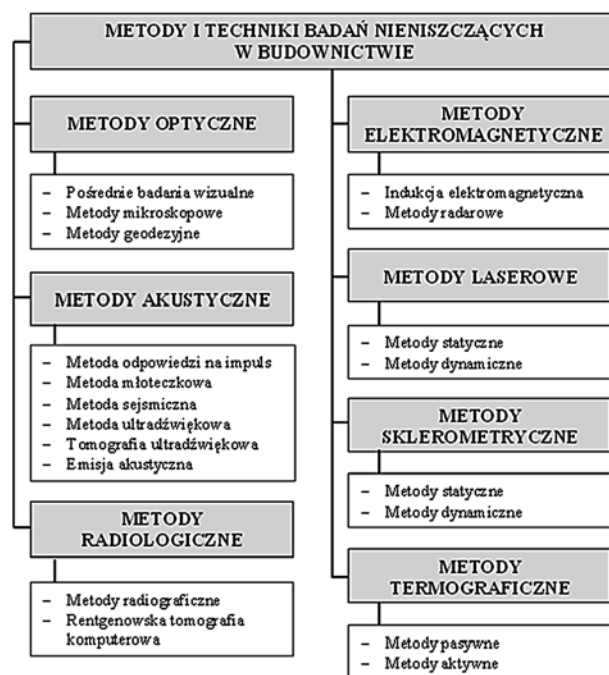 METODY I TECHNIKI BADAŃ NIENISZCZĄCYCH
W BUDOWNICTWIE
METODY OPTYCZNE
– Pośrednie badania wizualne
– Metody mikroskopowe
– Metody geodezyjne
METODY AKUSTYCZNE
– Metoda odpowiedzi na impuls
– Metoda młoteczkowa
– Metoda sejsmiczna
– Metoda ultradźwiękowa
– Tomografia ultradźwiękowa
– Emisja akustyczna
METODY
RADIOLOGICZNE
– Metody radiograficzne
– Rentgenowska tomografia
komputerowa
METODY
ELEKTROMAGNETYCZNE
– Indukcja elektromagnetyczna
– Metody radarowe
METODY LASEROWE
– Metody statyczne
– Metody dynamiczne
METODY
SKLEROMETRYCZNE
– Metody statyczne
– Metody dynamiczne
METODY
TERMOGRAFICZNE
– Metody pasywne
– Metody aktywne